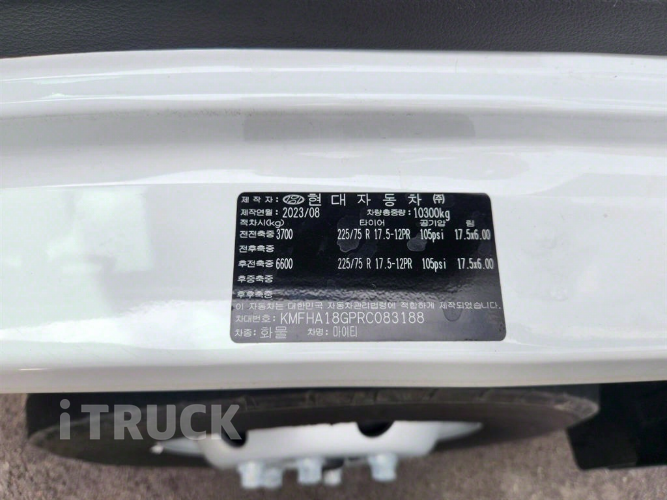 제작자: 현대자동차㈜
제작연월: 2023/08 차량총중량: 10300kg
적차시(kg) 타이어 공기압 림
전전축중 3700 225/75 R 17.5-12PR 105psi 17.5x6.00
전후축중
후전축중 6600 225/75 R 17.5-12PR 105psi 17.5x6.00
후중축중
후후축중
이 자동차는 대한민국 자동차관리법령에 적합하게 제작되었습니다.
차대번호: KMFHA18GPRC083188
차종: 화물 차명: 마이티
iTRUCK